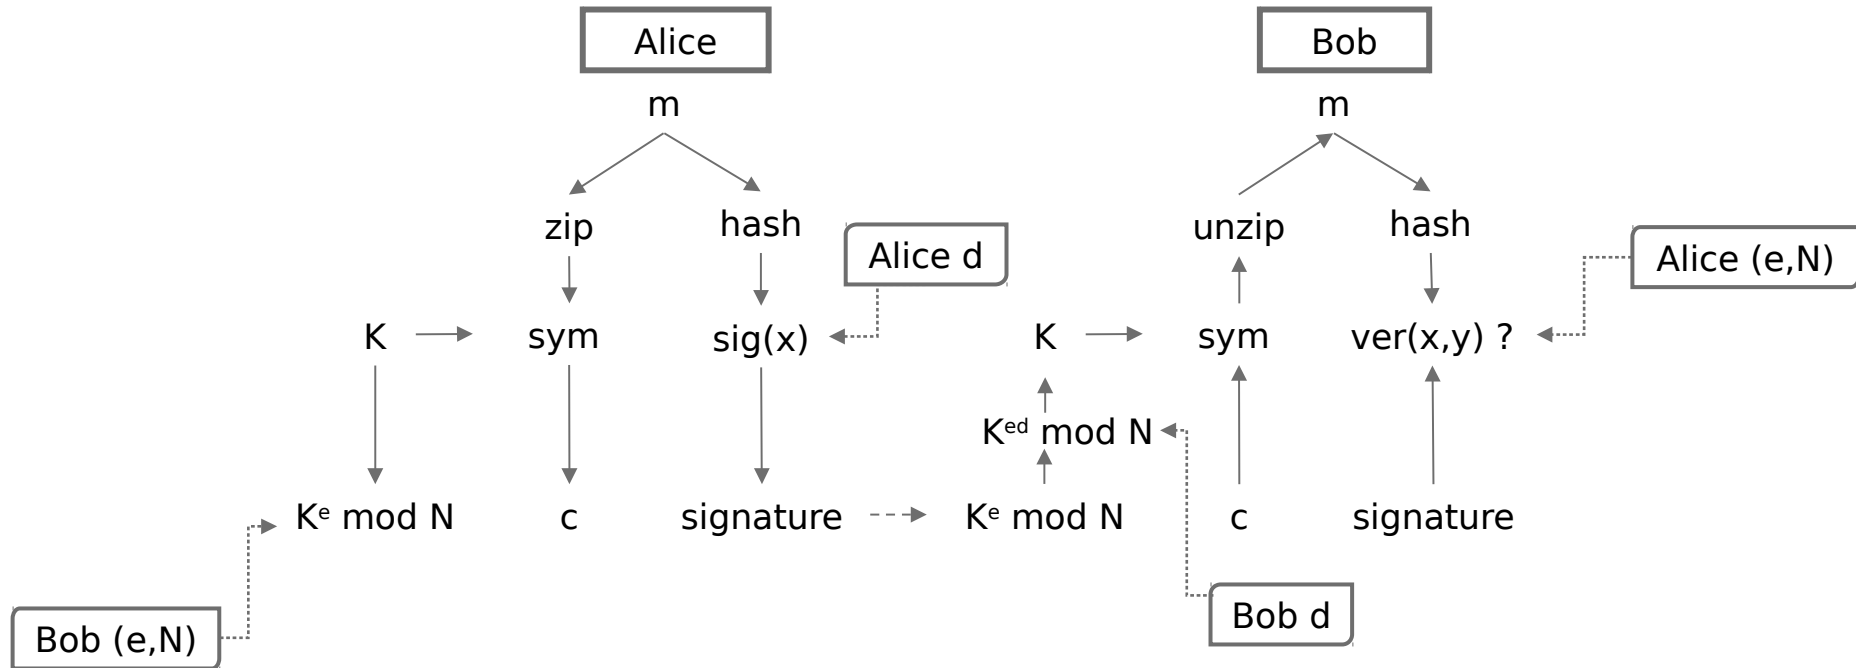 Alice
Bob
m
m
zip
hash
Alice d
unzip
hash
Alice (e,N)
K
sym
sig(x)
K
sym
ver(x,y) ?
Kᵉᵈ mod N
Kᵉ mod N
c
signature
Kᵉ mod N
c
signature
Bob (e,N)
Bob d